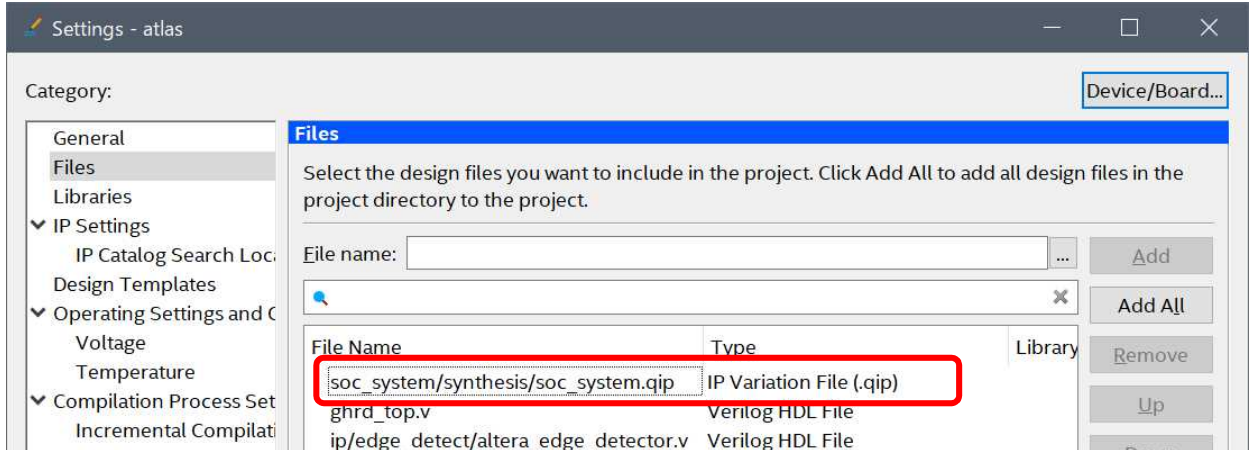 Settings - atlas
Category:
Device/Board...
General
Files
Libraries
IP Settings
IP Catalog Search Loc
Design Templates
Operating Settings and C
Voltage
Temperature
Compilation Process Set
Incremental Compilati
Files
Select the design files you want to include in the project. Click Add All to add all design files in the
project directory to the project.
File name:
...
Add
Add All
File Name Type Library
Remove
soc_system/synthesis/soc_system.qip IP Variation File (.qip)
Up
ghrd_top.v Verilog HDL File
ip/edge_detect/altera_edge_detector.v Verilog HDL File